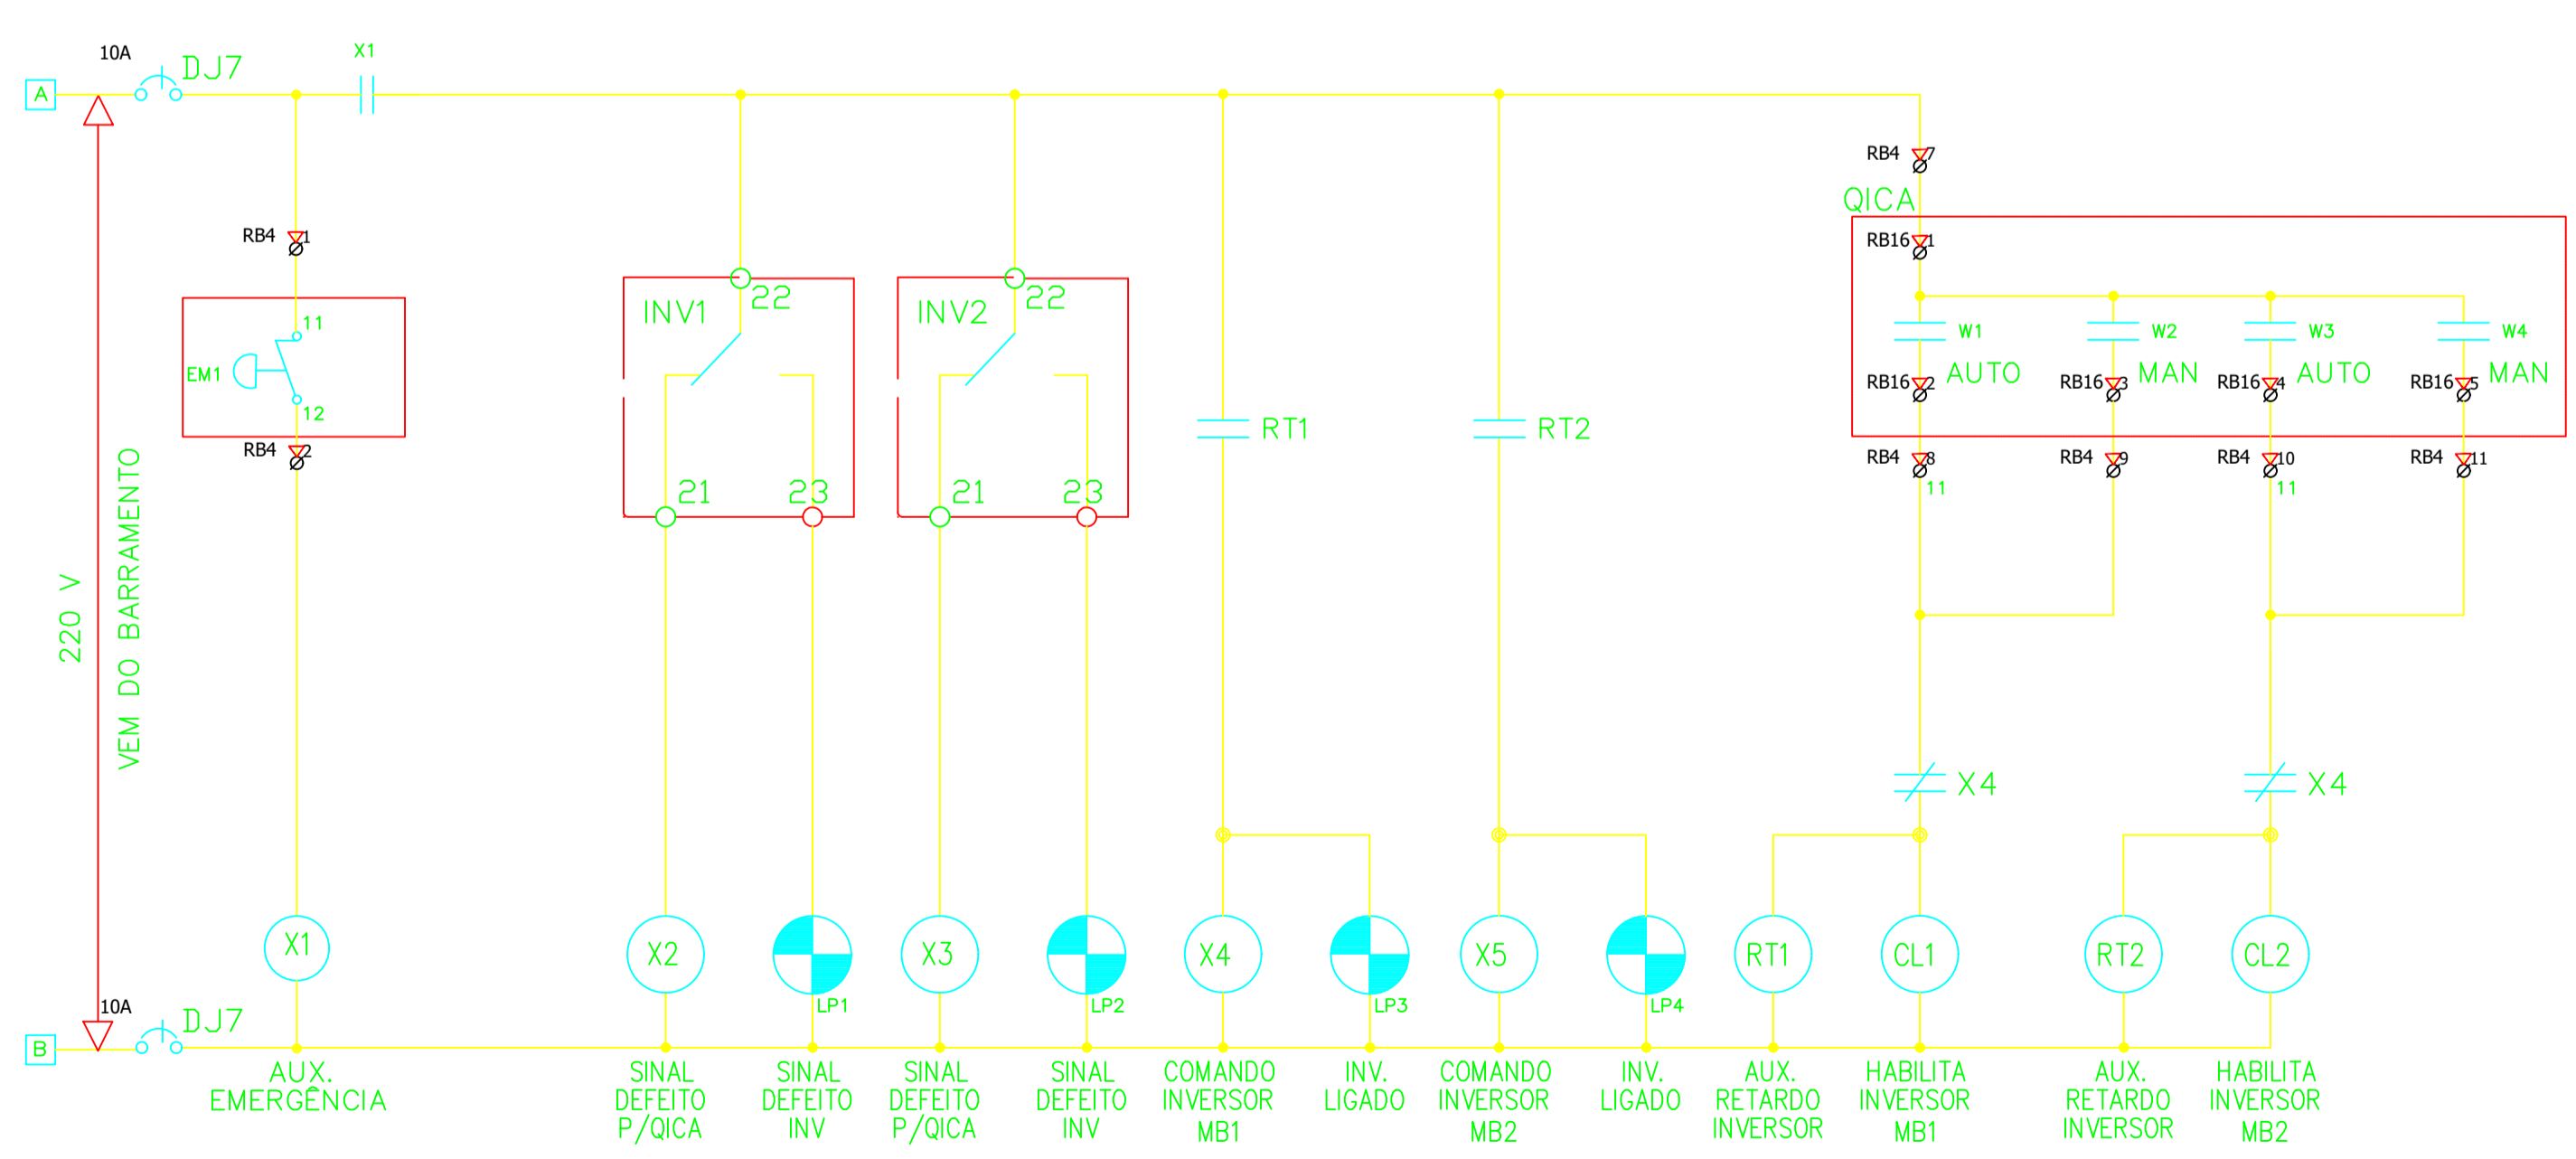 10A
DJ7
X1
A
RB4 7
QICA
RB4 1
RB16 1
11
EM1
12
INV1
22
INV2
22
W1
W2
W3
W4
AUTO
MAN
AUTO
MAN
RB16 2
RB16 3
RB16 4
RB16 5
RT1
RT2
RB4 2
RB4 8
RB4 9
RB4 10
RB4 11
11
11
21
23
21
23
220 V
VEM DO BARRAMENTO
X4
X4
X1
X2
X3
X4
X5
RT1
CL1
RT2
CL2
LP1
LP2
LP3
LP4
10A
DJ7
B
AUX.
EMERGÊNCIA
SINAL
DEFEITO
P/QICA
SINAL
DEFEITO
INV
SINAL
DEFEITO
P/QICA
SINAL
DEFEITO
INV
COMANDO
INVERSOR
MB1
INV.
LIGADO
COMANDO
INVERSOR
MB2
INV.
LIGADO
AUX.
RETARDO
INVERSOR
HABILITA
INVERSOR
MB1
AUX.
RETARDO
INVERSOR
HABILITA
INVERSOR
MB2